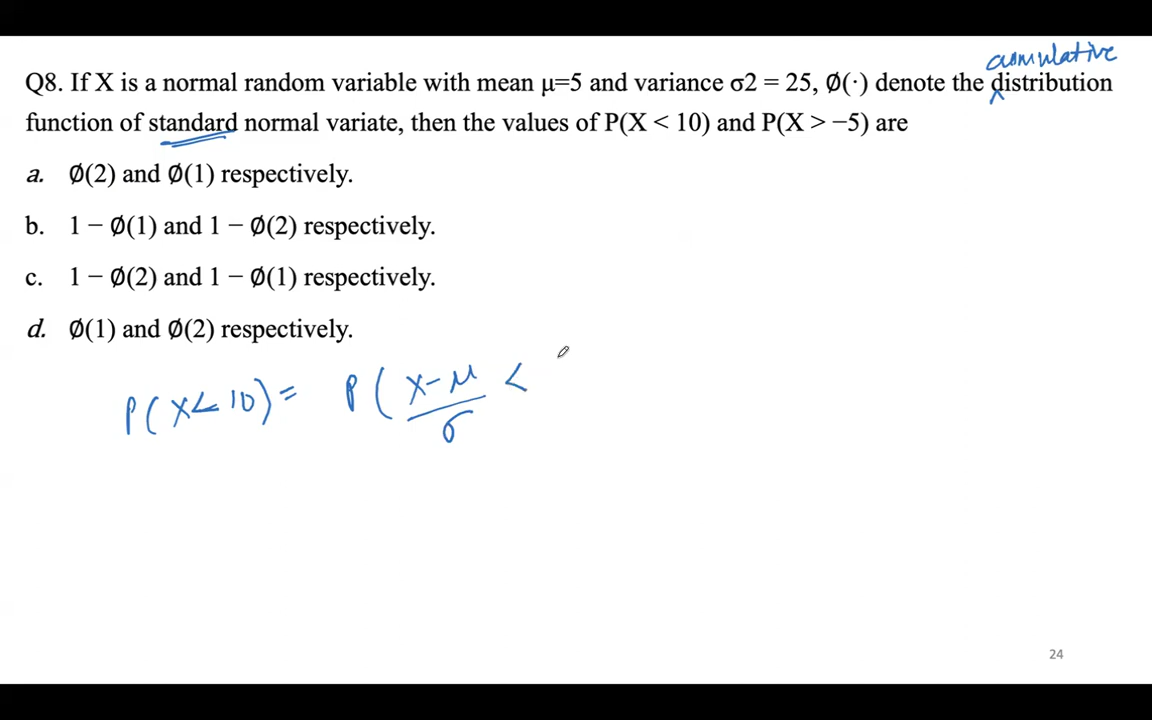 cumulative
Q8. If X is a normal random variable with mean μ=5 and variance σ2 = 25, Ø(·) denote the distribution
function of standard normal variate, then the values of P(X < 10) and P(X > −5) are
a. Ø(2) and Ø(1) respectively.
b. 1 − Ø(1) and 1 − Ø(2) respectively.
c. 1 − Ø(2) and 1 − Ø(1) respectively.
d. Ø(1) and Ø(2) respectively.
P(X<10) = P( X-μ / σ <
24